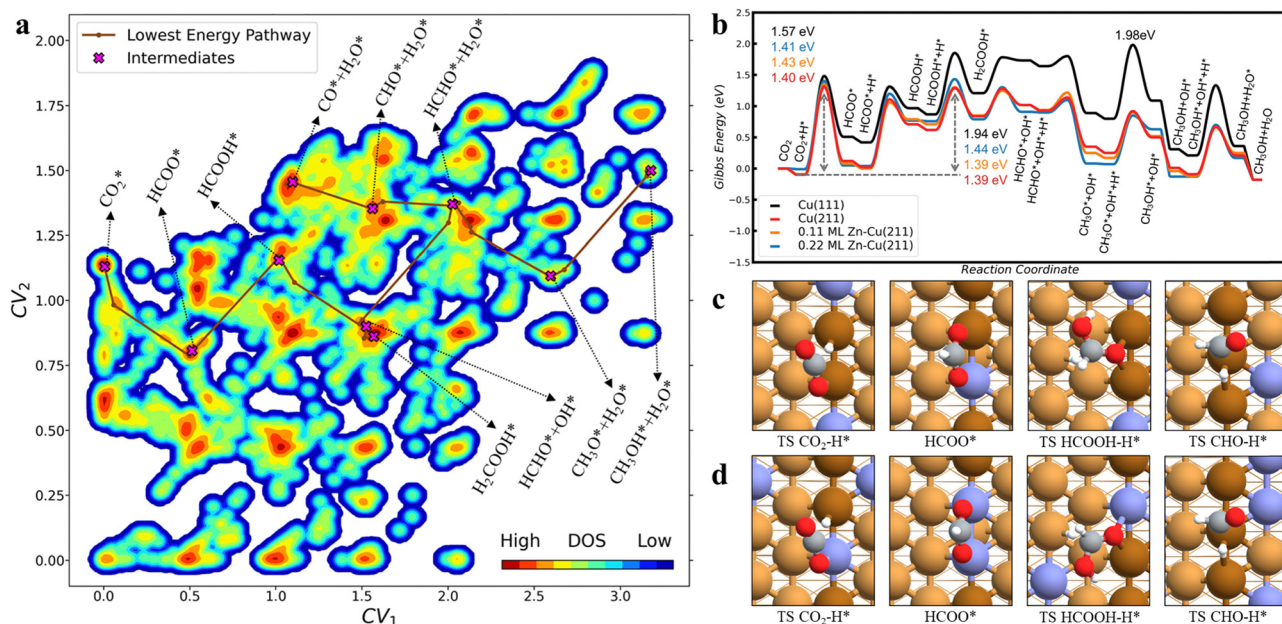 a
Lowest Energy Pathway
Intermediates
CO₂*
HCOO*
HCOOH*
CO*+H₂O*
CHO*+H₂O*
HCHO*+H₂O*
H₂COOH*
HCHO*+OH*
CH₃O*+H₂O*
CH₃OH*+H₂O*
High DOS Low
CV₂
2.00
1.75
1.50
1.25
1.00
0.75
0.50
0.25
0.00
0.0 0.5 1.0 1.5 2.0 2.5 3.0
CV₁
b
Gibbs Energy (eV)
2.5
2.0
1.5
1.0
0.5
0.0
−0.5
−1.0
−1.5
1.57 eV
1.41 eV
1.43 eV
1.40 eV
CO₂
CO₂+H*
HCOO*
HCOO*+H*
HCOOH*
HCOOH*+H*
H₂COOH*
1.94 eV
1.44 eV
1.39 eV
1.39 eV
HCHO*+OH*
HCHO*+OH*+H*
1.98eV
CH₃O*+OH*
CH₃O*+OH*+H*
CH₃OH*+OH*
CH₃OH+OH*
CH₃OH*+OH*+H*
CH₃OH+H₂O*
CH₃OH+H₂O
Cu(111)
Cu(211)
0.11 ML Zn-Cu(211)
0.22 ML Zn-Cu(211)
Reaction Coordinate
c
TS CO₂-H* HCOO* TS HCOOH-H* TS CHO-H*
d
TS CO₂-H* HCOO* TS HCOOH-H* TS CHO-H*